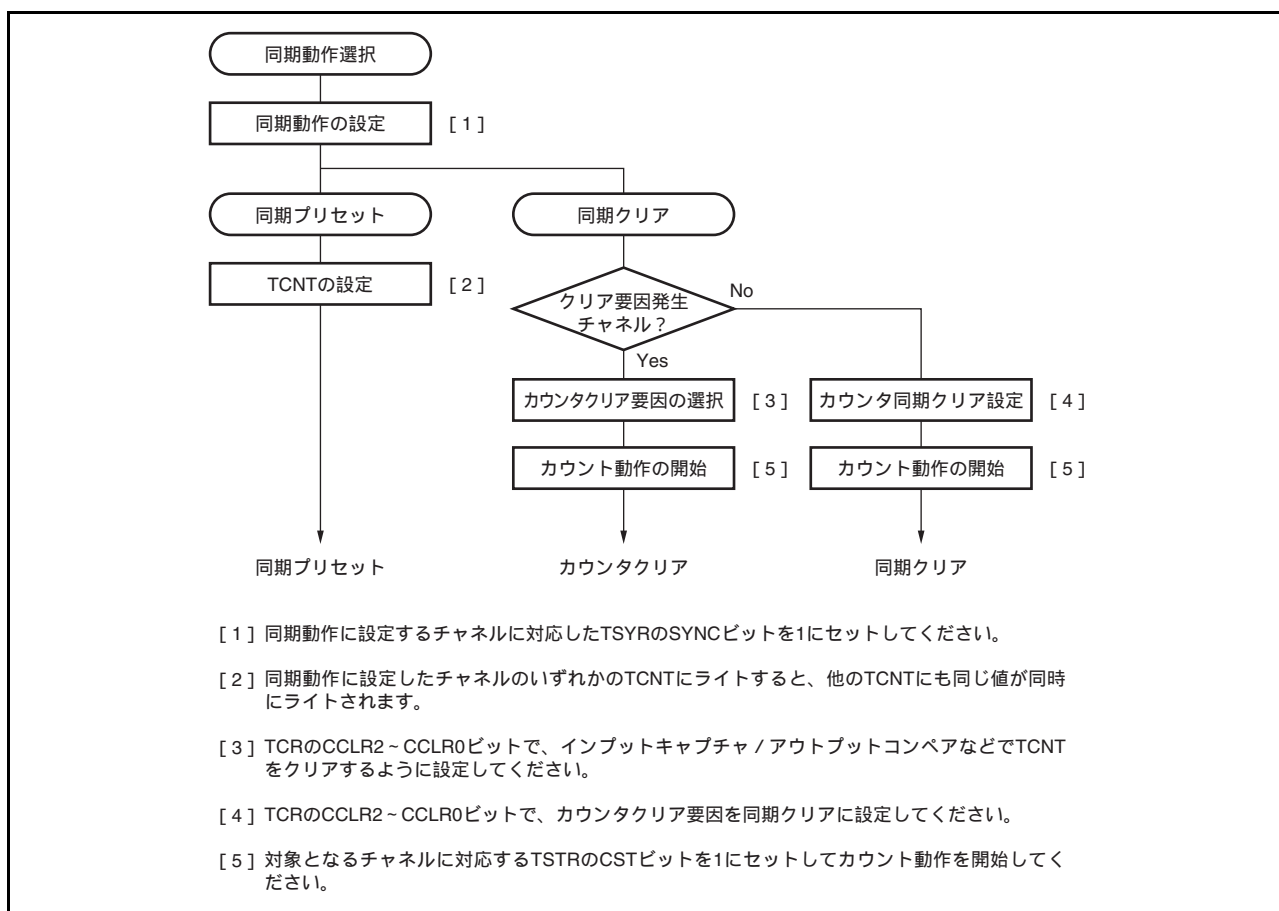 同期動作選択
同期動作の設定 [1]
同期プリセット 同期クリア
TCNTの設定 [2]
クリア要因発生
チャネル？
No
Yes
カウンタクリア要因の選択 [3] カウンタ同期クリア設定 [4]
カウント動作の開始 [5] カウント動作の開始 [5]
同期プリセット カウンタクリア 同期クリア
[1] 同期動作に設定するチャネルに対応したTSYRのSYNCビットを1にセットしてください。
[2] 同期動作に設定したチャネルのいずれかのTCNTにライトすると、他のTCNTにも同じ値が同時
にライトされます。
[3] TCRのCCLR2～CCLR0ビットで、インプットキャプチャ／アウトプットコンペアなどでTCNT
をクリアするように設定してください。
[4] TCRのCCLR2～CCLR0ビットで、カウンタクリア要因を同期クリアに設定してください。
[5] 対象となるチャネルに対応するTSTRのCSTビットを1にセットしてカウント動作を開始してく
ださい。